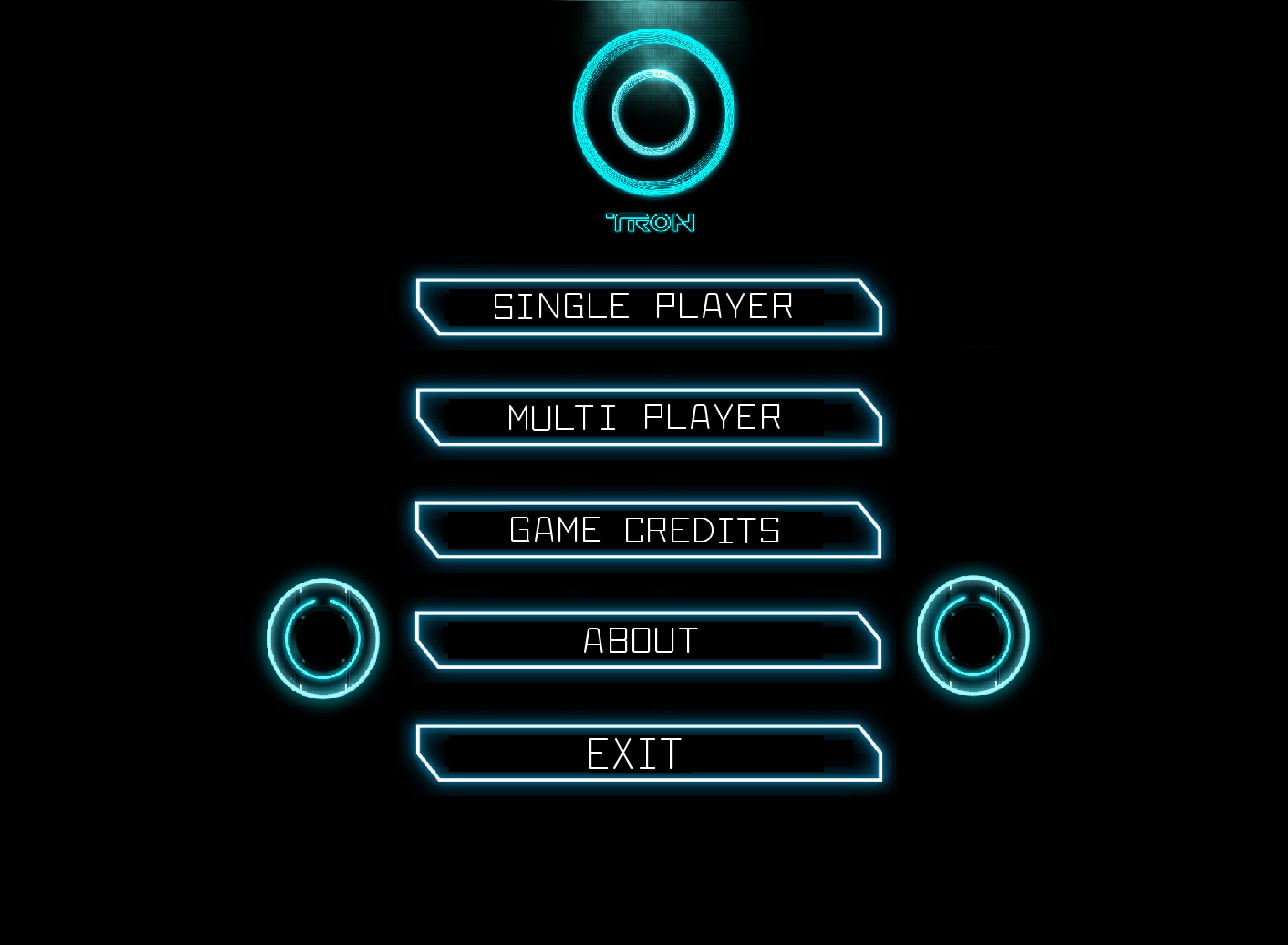 TRON
SINGLE PLAYER
MULTI PLAYER
GAME CREDITS
ABOUT
EXIT